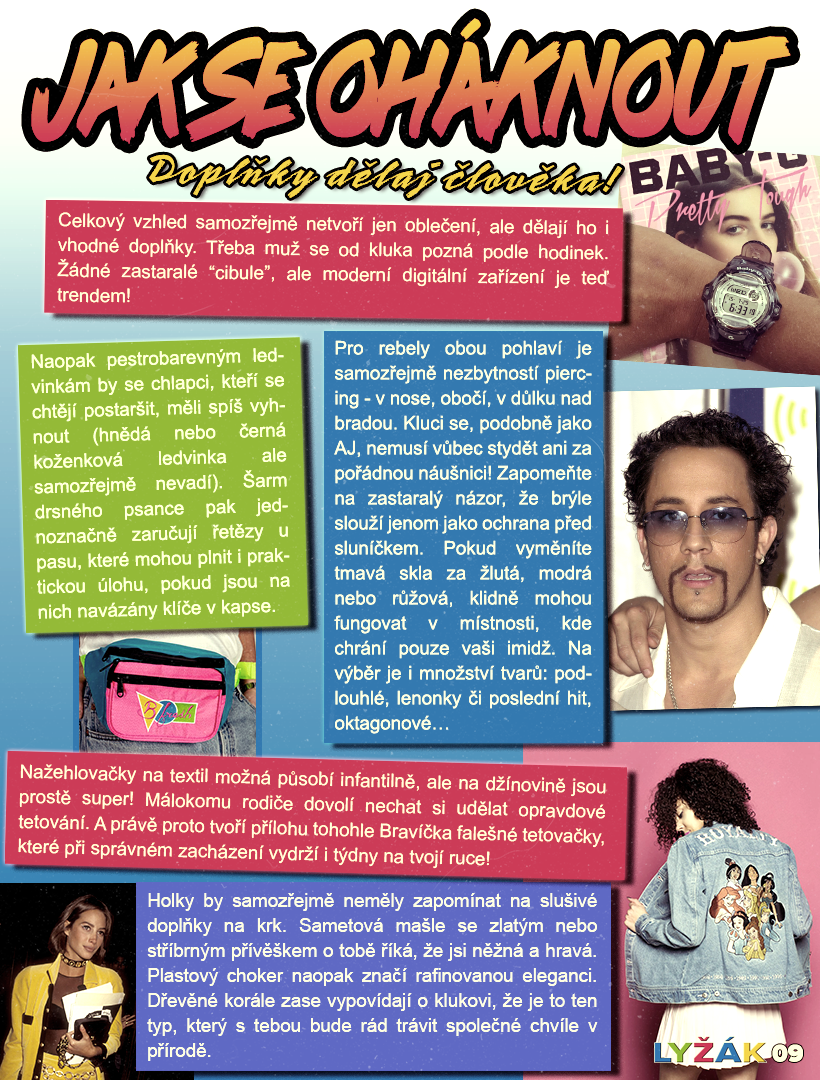 JAK SE OHÁKNOUT
Doplňky dělaj člověka!
BABY-G
Pretty Tough
Celkový vzhled samozřejmě netvoří jen oblečení, ale dělají ho i
vhodné doplňky. Třeba muž se od kluka pozná podle hodinek.
Žádné zastaralé “cibule”, ale moderní digitální zařízení je teď
trendem!
Baby-G
6:33
Naopak pestrobarevným led-
vinkám by se chlapci, kteří se
chtějí postaršit, měli spíš vyh-
nout (hnědá nebo černá
koženková ledvinka ale
samozřejmě nevadí). Šarm
drsného psance pak jed-
noznačně zaručují řetězy u
pasu, které mohou plnit i prak-
tickou úlohu, pokud jsou na
nich navázány klíče v kapse.
Pro rebely obou pohlaví je
samozřejmě nezbytností pierc-
ing - v nose, obočí, v důlku nad
bradou. Kluci se, podobně jako
AJ, nemusí vůbec stydět ani za
pořádnou náušnici! Zapomeňte
na zastaralý názor, že brýle
slouží jenom jako ochrana před
sluníčkem. Pokud vyměníte
tmavá skla za žlutá, modrá
nebo růžová, klidně mohou
fungovat v místnosti, kde
chrání pouze vaši imidž. Na
výběr je i množství tvarů: pod-
louhlé, lenonky či poslední hit,
oktagonové…
Nažehlovačky na textil možná působí infantilně, ale na džínovině jsou
prostě super! Málokomu rodiče dovolí nechat si udělat opravdové
tetování. A právě proto tvoří přílohu tohohle Bravíčka falešné tetovačky,
které při správném zacházení vydrží i týdny na tvojí ruce!
Holky by samozřejmě neměly zapomínat na slušivé
doplňky na krk. Sametová mašle se zlatým nebo
stříbrným přívěškem o tobě říká, že jsi něžná a hravá.
Plastový choker naopak značí rafinovanou eleganci.
Dřevěné korále zase vypovídají o klukovi, že je to ten
typ, který s tebou bude rád trávit společné chvíle v
přírodě.
LYŽÁK 09